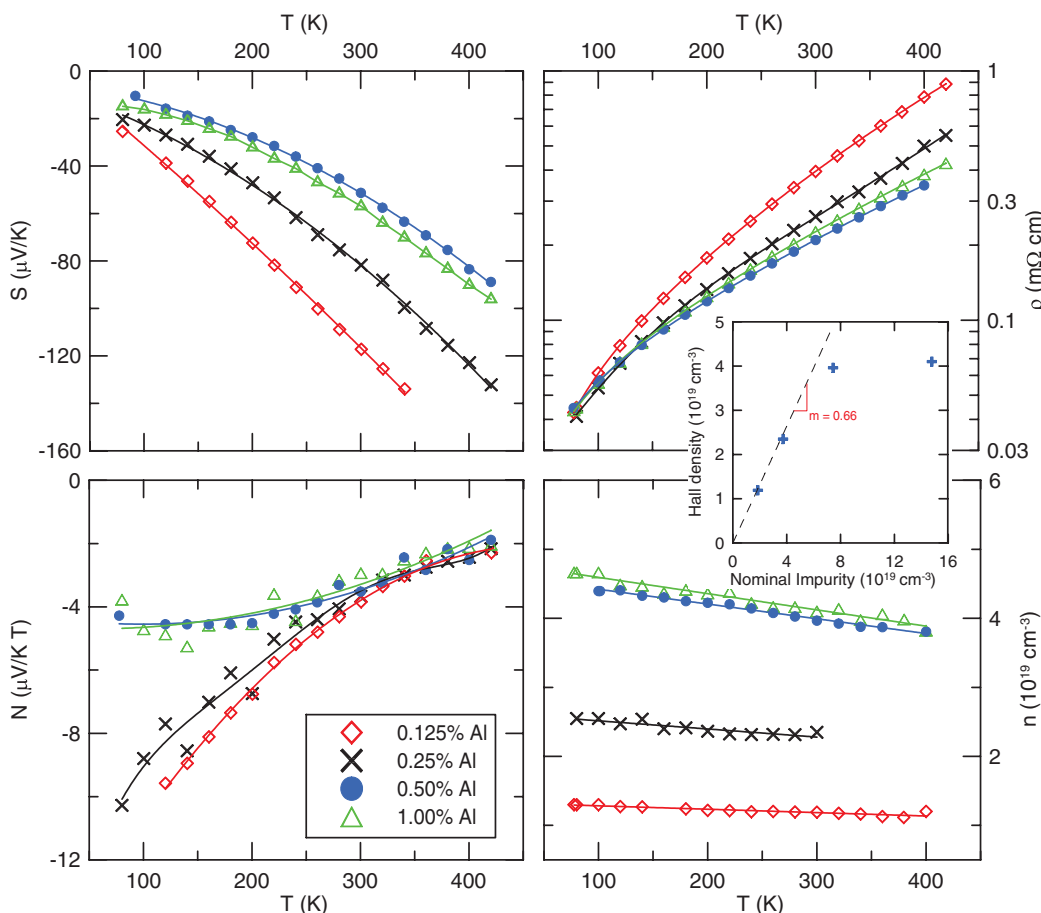 T (K)
T (K)
100 200 300 400
100 200 300 400
0
-40
-80
-120
-160
S (μV/K)
1
0.3
0.1
0.03
ρ (mΩ cm)
5
4
3
2
1
0
Hall density (10¹⁹ cm⁻³)
m = 0.66
0 4 8 12 16
Nominal Impurity (10¹⁹ cm⁻³)
0
-4
-8
-12
N (μV/K T)
0.125% Al
0.25% Al
0.50% Al
1.00% Al
6
4
2
n (10¹⁹ cm⁻³)
100 200 300 400
100 200 300 400
T (K)
T (K)